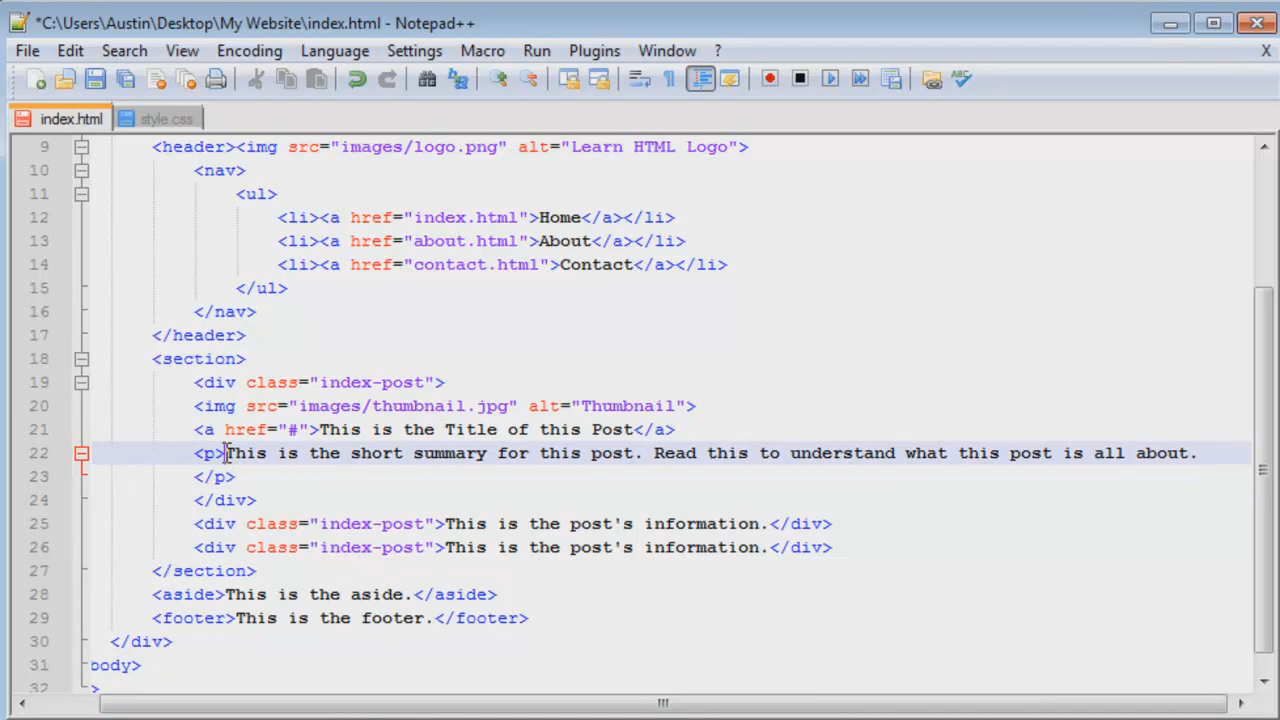 *C:\Users\Austin\Desktop\My Website\index.html - Notepad++
File Edit Search View Encoding Language Settings Macro Run Plugins Window ? X
index.html style.css
9 <header><img src="images/logo.png" alt="Learn HTML Logo">
10 <nav>
11 <ul>
12 <li><a href="index.html">Home</a></li>
13 <li><a href="about.html">About</a></li>
14 <li><a href="contact.html">Contact</a></li>
15 </ul>
16 </nav>
17 </header>
18 <section>
19 <div class="index-post">
20 <img src="images/thumbnail.jpg" alt="Thumbnail">
21 <a href="#">This is the Title of this Post</a>
22 <p>This is the short summary for this post. Read this to understand what this post is all about.
23 </p>
24 </div>
25 <div class="index-post">This is the post's information.</div>
26 <div class="index-post">This is the post's information.</div>
27 </section>
28 <aside>This is the aside.</aside>
29 <footer>This is the footer.</footer>
30 </div>
31 body>
32 >